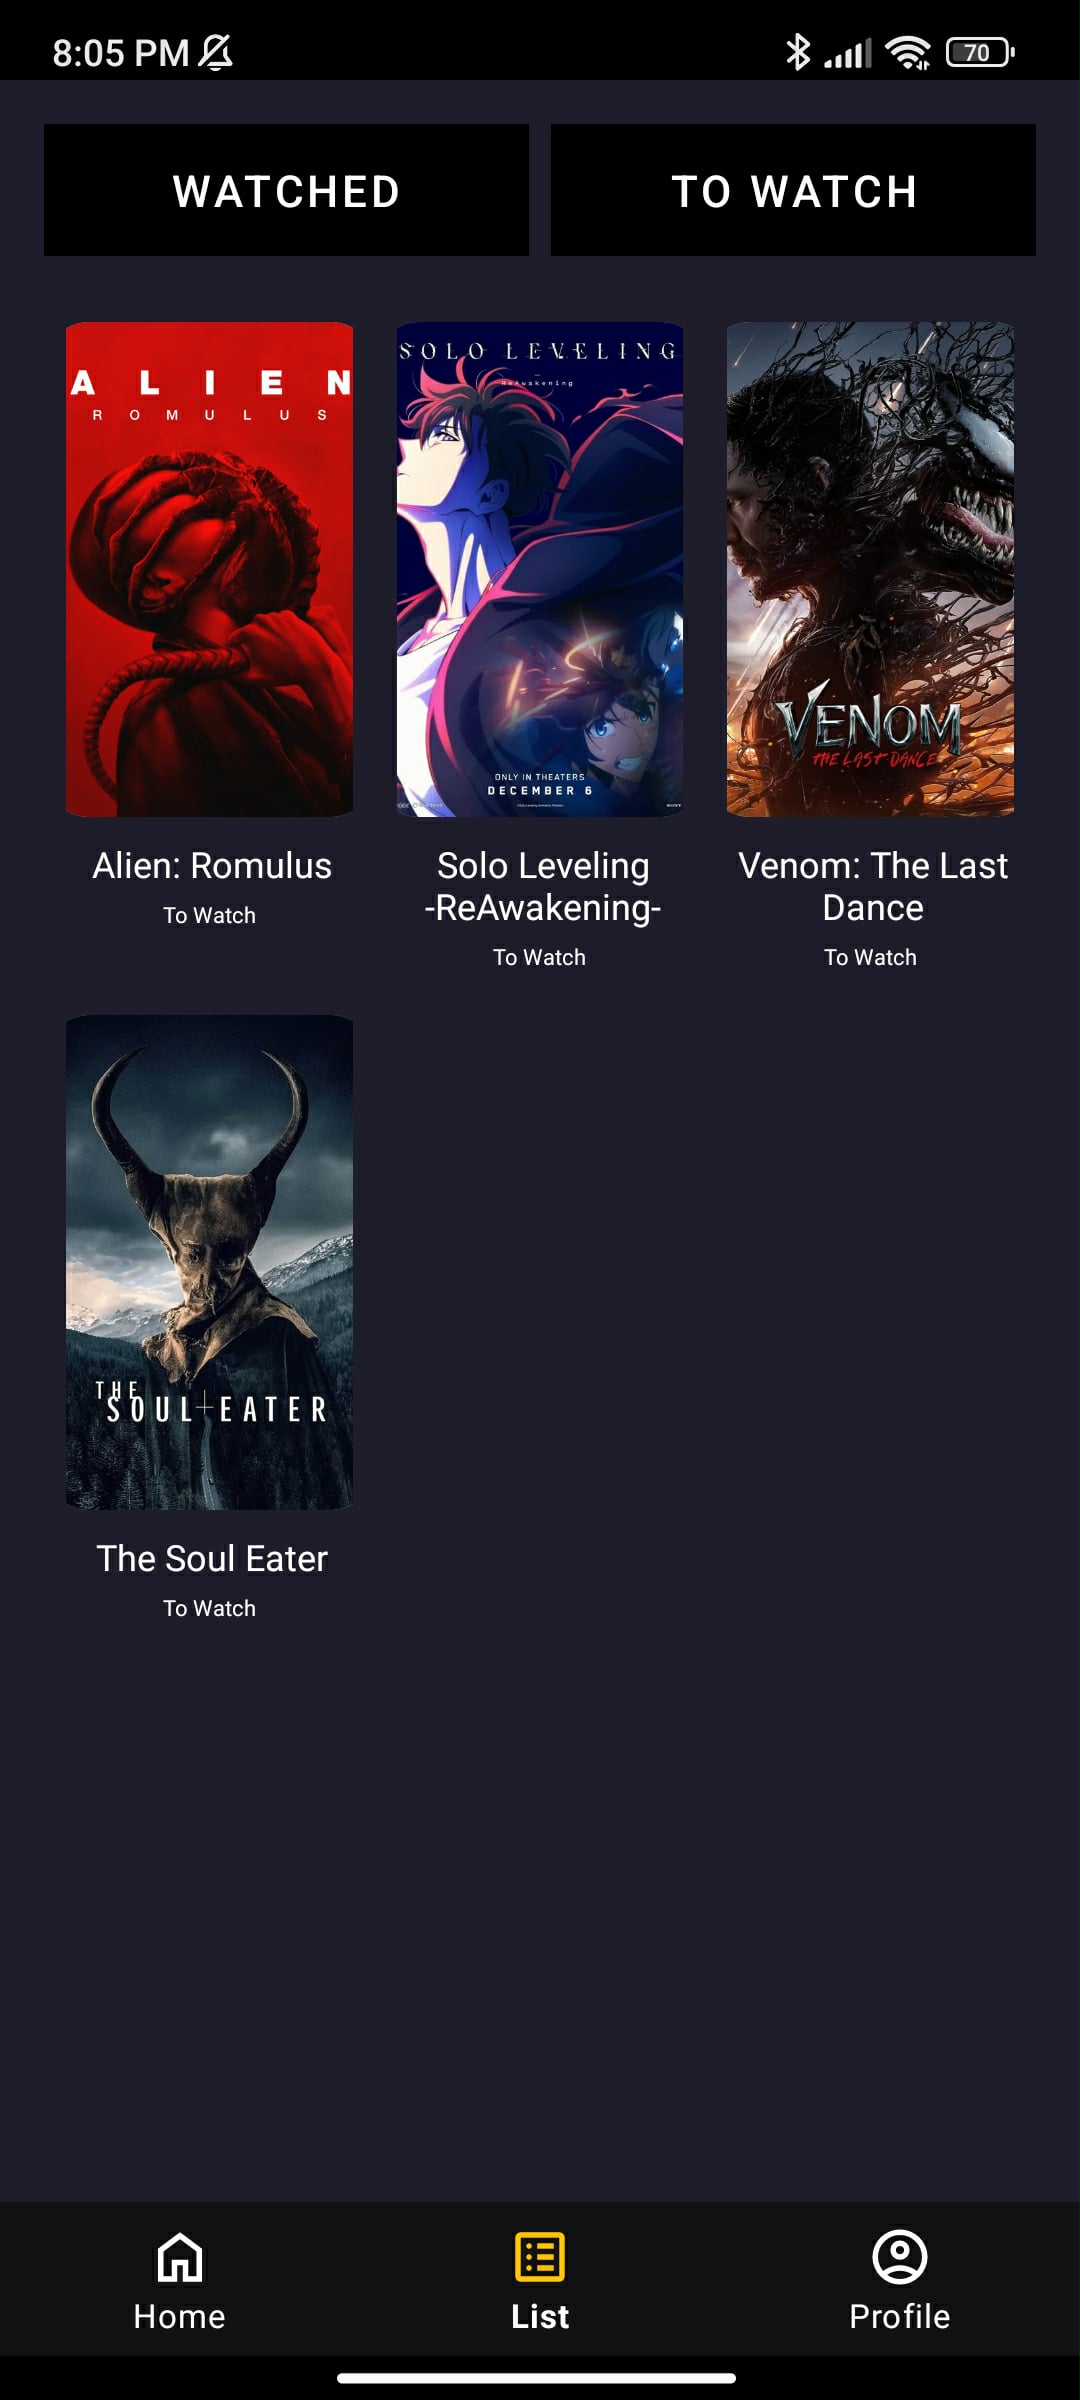 8:05 PM
70
WATCHED
TO WATCH
ALIEN
ROMULUS
SOLO LEVELING
ReAwakening
ONLY IN THEATERS
DECEMBER 6
VENOM
THE LAST DANCE
Alien: Romulus
To Watch
Solo Leveling
-ReAwakening-
To Watch
Venom: The Last
Dance
To Watch
THE
SOUL EATER
The Soul Eater
To Watch
Home
List
Profile